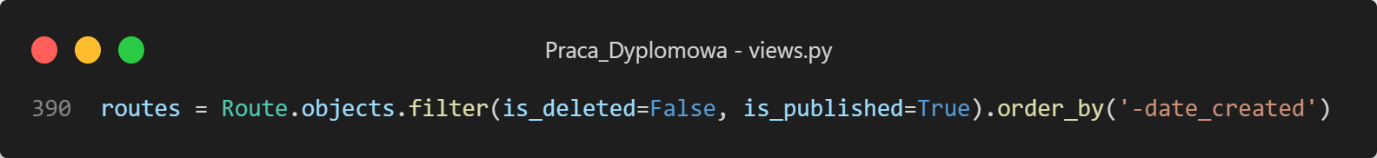 Praca_Dyplomowa - views.py
390 routes = Route.objects.filter(is_deleted=False, is_published=True).order_by('-date_created')